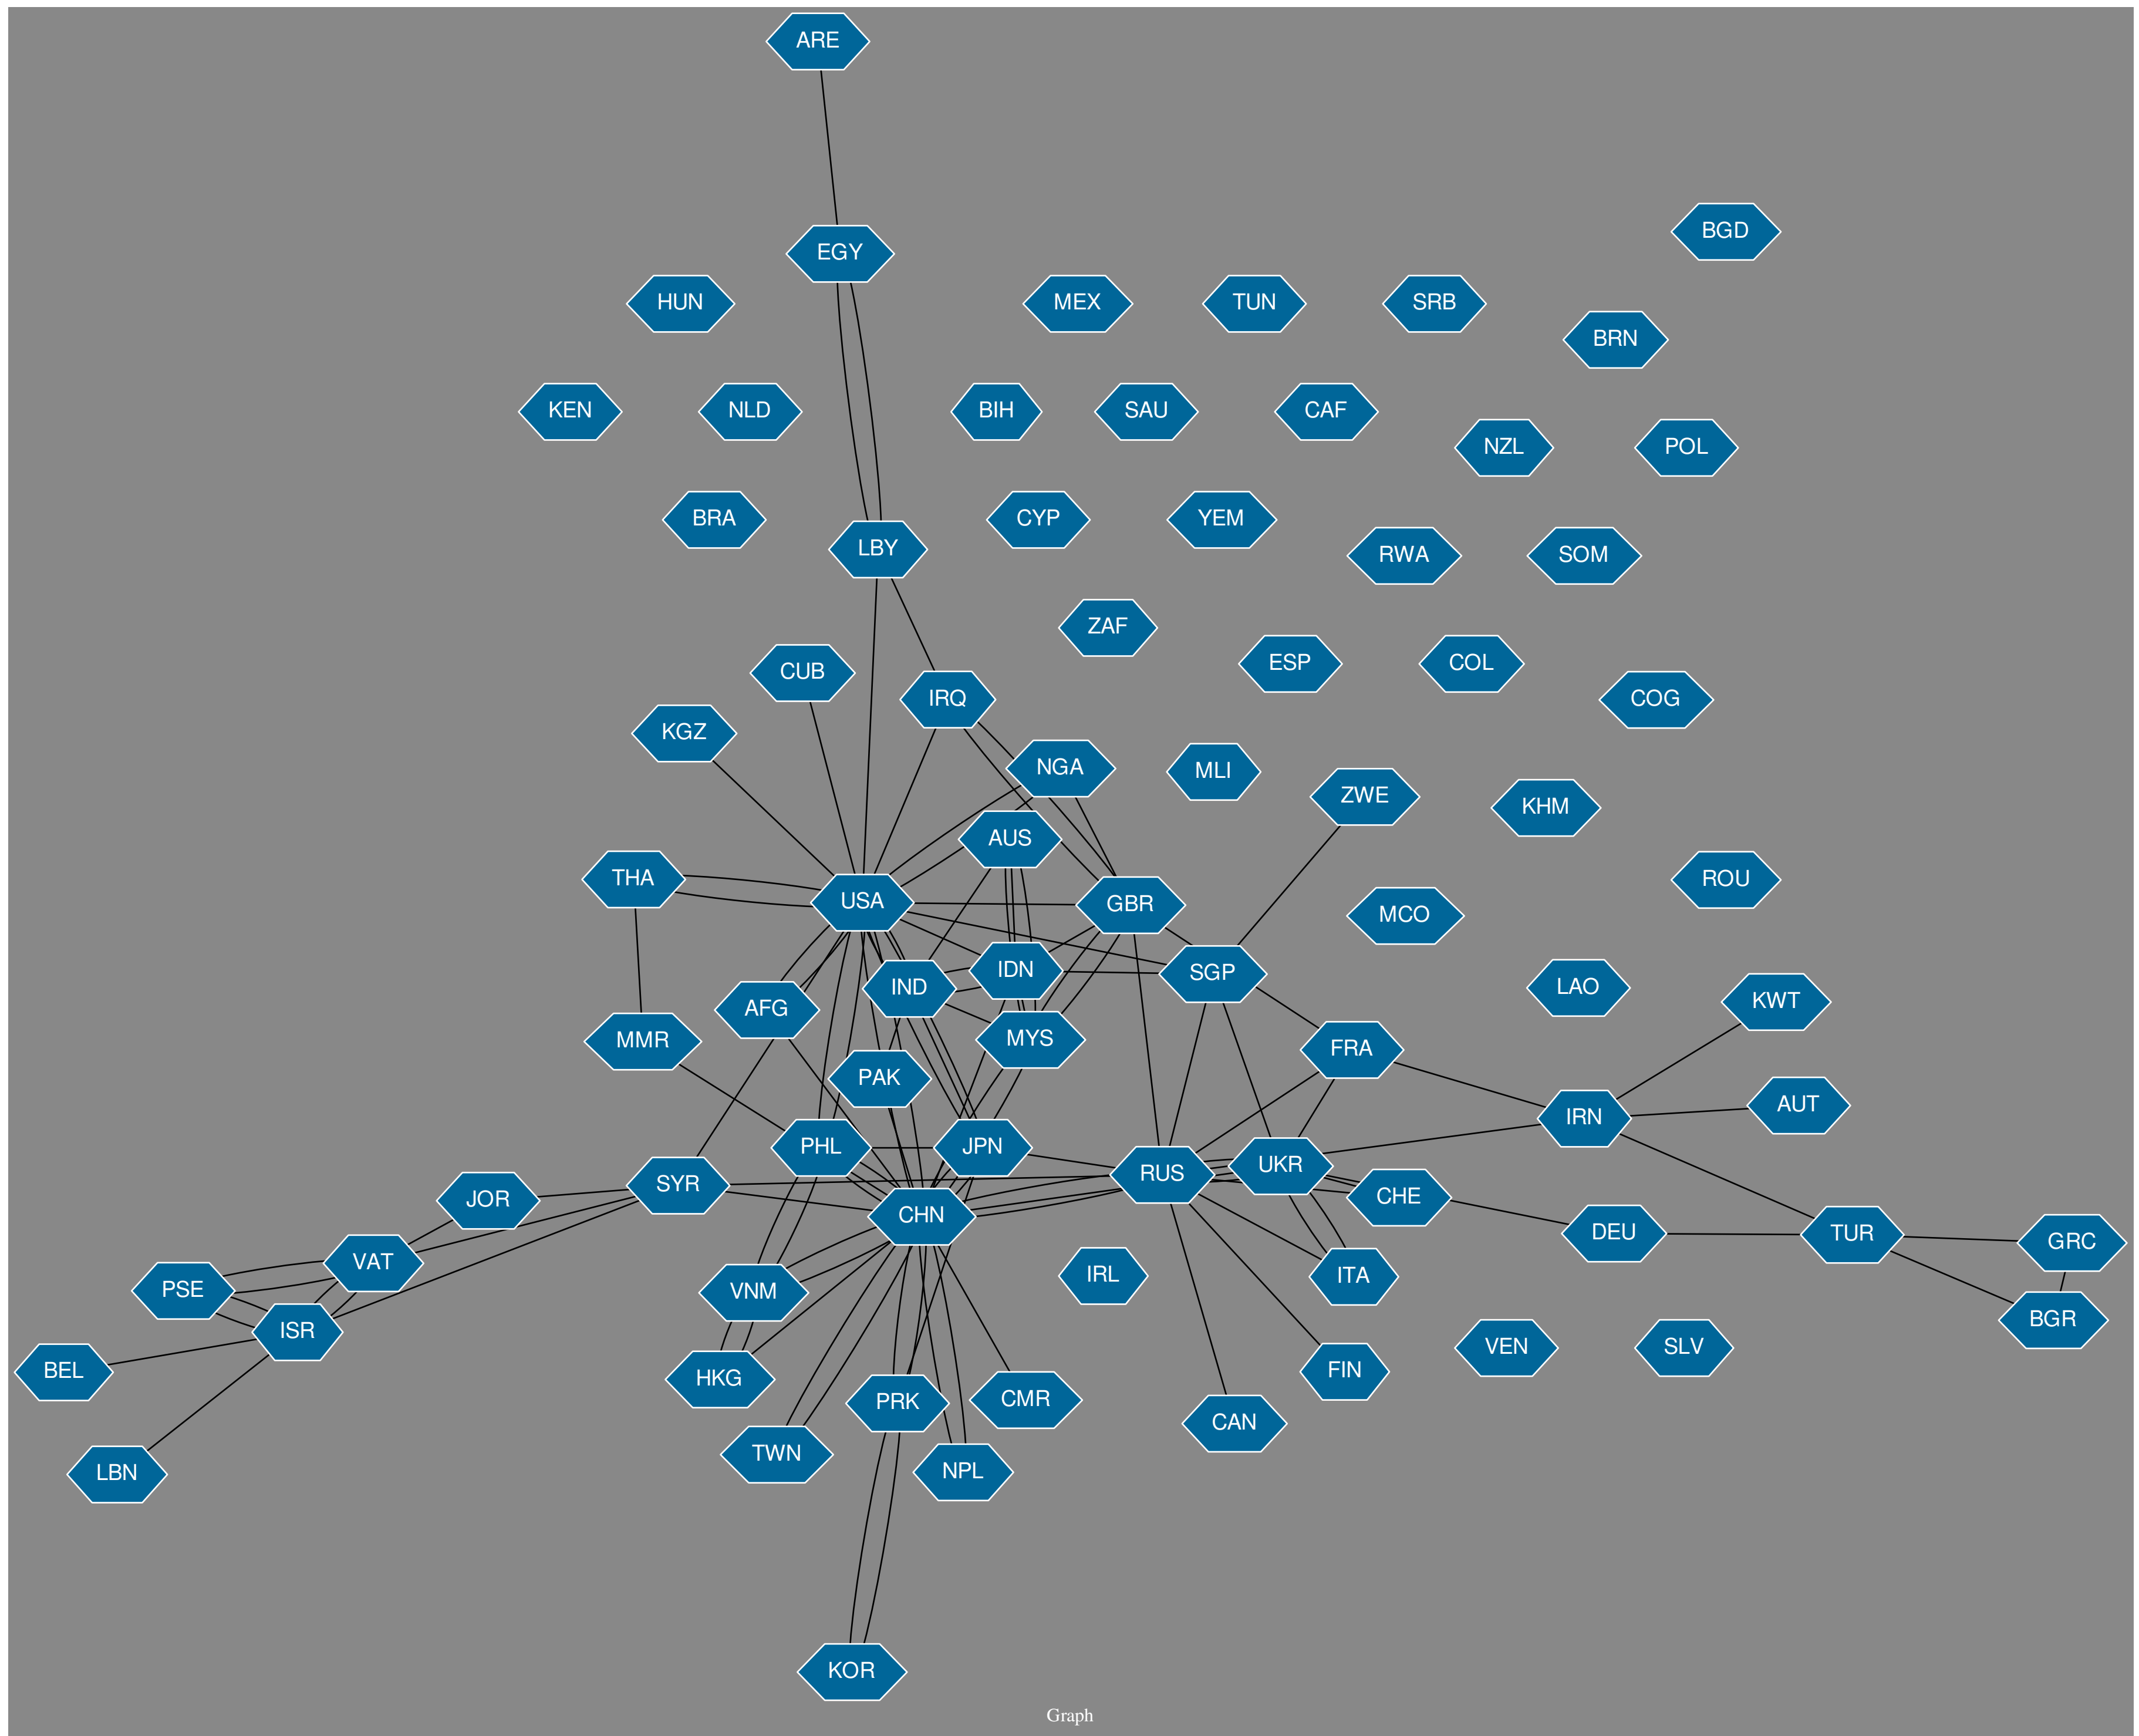 ARE
BGD
EGY
HUN
MEX
TUN
SRB
BRN
KEN
NLD
BIH
SAU
CAF
NZL
POL
BRA
CYP
YEM
LBY
RWA
SOM
ZAF
CUB
ESP
COL
IRQ
COG
KGZ
NGA
MLI
ZWE
KHM
AUS
THA
ROU
USA
GBR
MCO
IDN
SGP
IND
LAO
KWT
AFG
MMR
MYS
FRA
PAK
AUT
IRN
PHL
JPN
UKR
RUS
SYR
CHE
JOR
CHN
DEU
TUR
GRC
VAT
IRL
ITA
PSE
VNM
BGR
ISR
VEN
SLV
BEL
FIN
HKG
CMR
PRK
CAN
TWN
NPL
LBN
KOR
Graph